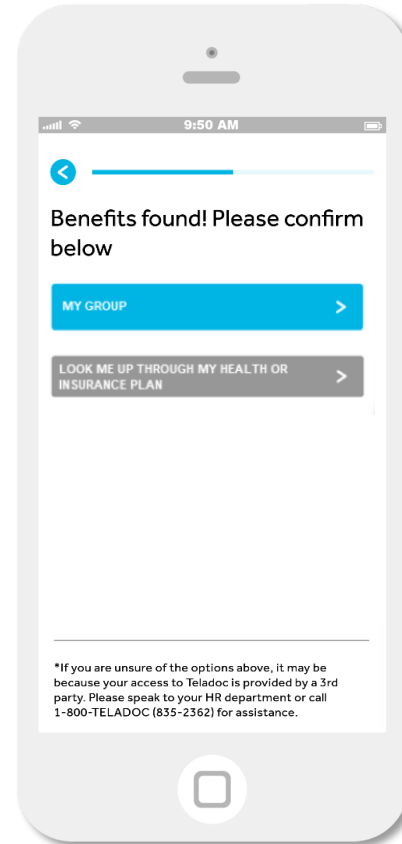 9:50 AM
Benefits found! Please confirm
below
MY GROUP
LOOK ME UP THROUGH MY HEALTH OR
INSURANCE PLAN
*If you are unsure of the options above, it may be
because your access to Teladoc is provided by a 3rd
party. Please speak to your HR department or call
1-800-TELADOC (835-2362) for assistance.